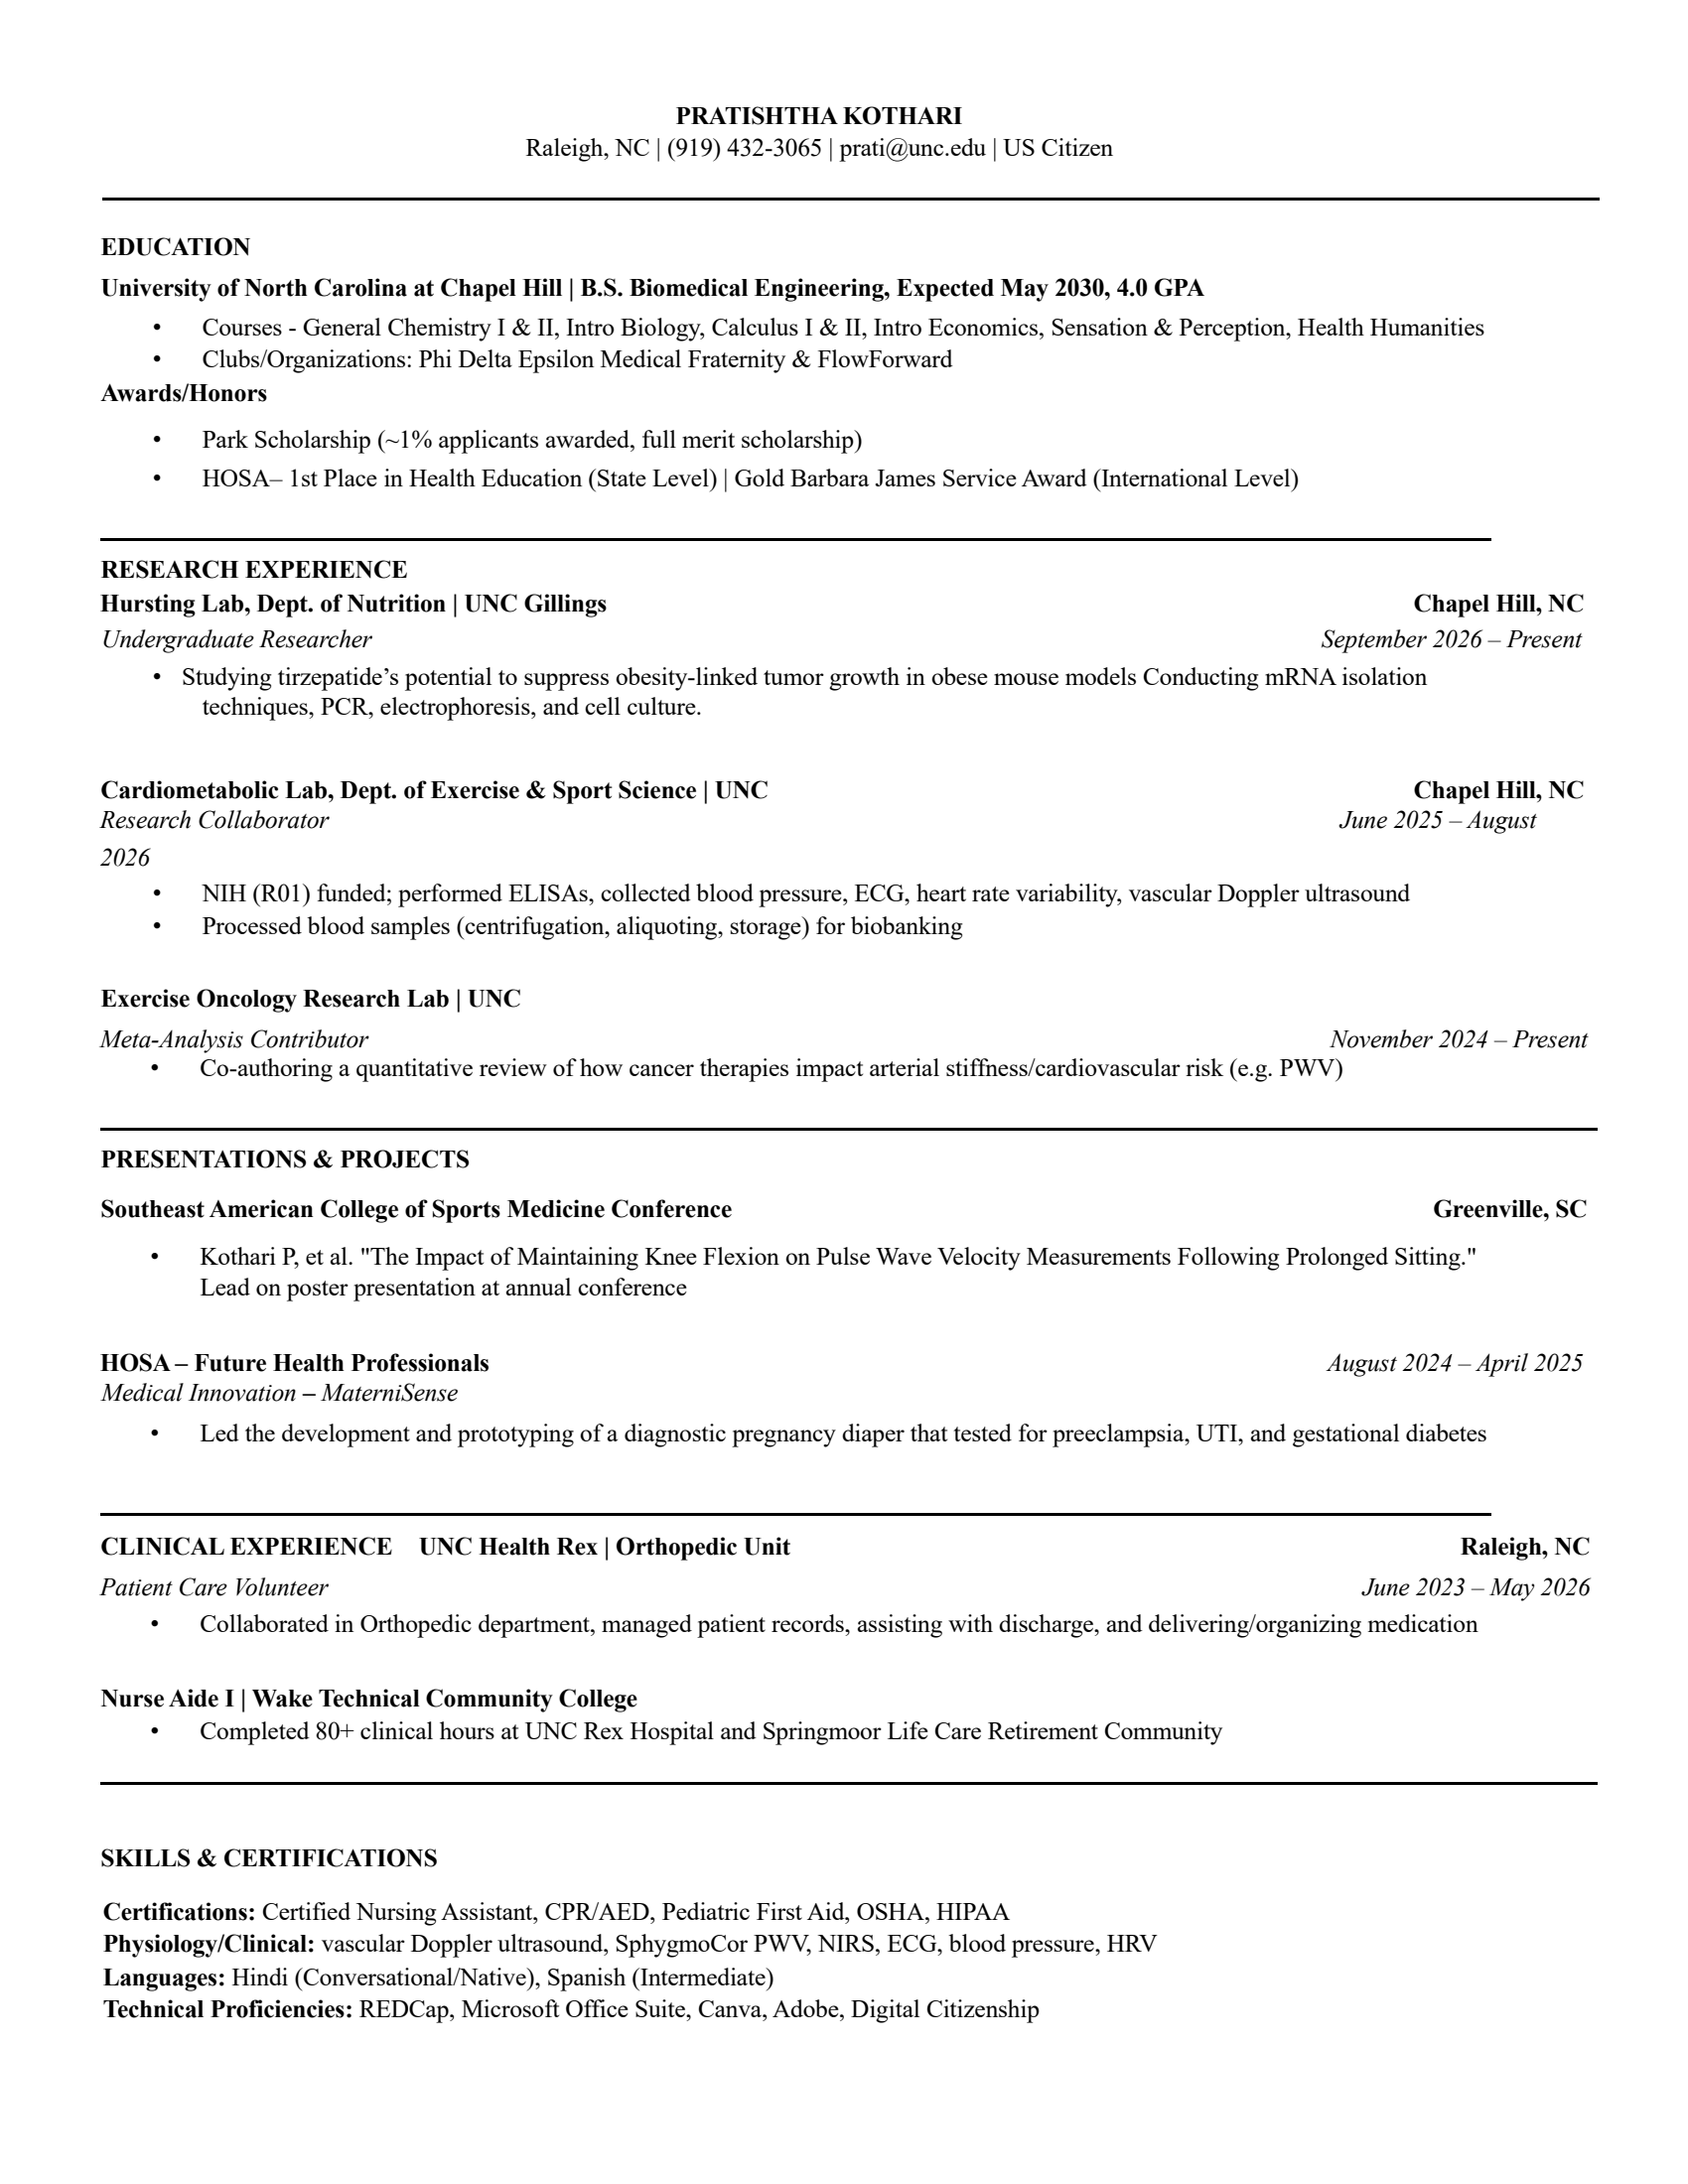 PRATISHTHA KOTHARI
Raleigh, NC | (919) 432-3065 | prati@unc.edu | US Citizen
EDUCATION
University of North Carolina at Chapel Hill | B.S. Biomedical Engineering, Expected May 2030, 4.0 GPA
• Courses - General Chemistry I & II, Intro Biology, Calculus I & II, Intro Economics, Sensation & Perception, Health Humanities
• Clubs/Organizations: Phi Delta Epsilon Medical Fraternity & FlowForward
Awards/Honors
• Park Scholarship (~1% applicants awarded, full merit scholarship)
• HOSA– 1st Place in Health Education (State Level) | Gold Barbara James Service Award (International Level)
RESEARCH EXPERIENCE
Hursting Lab, Dept. of Nutrition | UNC Gillings Chapel Hill, NC
Undergraduate Researcher September 2026 – Present
• Studying tirzepatide’s potential to suppress obesity-linked tumor growth in obese mouse models Conducting mRNA isolation
techniques, PCR, electrophoresis, and cell culture.
Cardiometabolic Lab, Dept. of Exercise & Sport Science | UNC Chapel Hill, NC
Research Collaborator June 2025 – August
2026
• NIH (R01) funded; performed ELISAs, collected blood pressure, ECG, heart rate variability, vascular Doppler ultrasound
• Processed blood samples (centrifugation, aliquoting, storage) for biobanking
Exercise Oncology Research Lab | UNC
Meta-Analysis Contributor November 2024 – Present
• Co-authoring a quantitative review of how cancer therapies impact arterial stiffness/cardiovascular risk (e.g. PWV)
PRESENTATIONS & PROJECTS
Southeast American College of Sports Medicine Conference Greenville, SC
• Kothari P, et al. "The Impact of Maintaining Knee Flexion on Pulse Wave Velocity Measurements Following Prolonged Sitting."
Lead on poster presentation at annual conference
HOSA – Future Health Professionals August 2024 – April 2025
Medical Innovation – MaterniSense
• Led the development and prototyping of a diagnostic pregnancy diaper that tested for preeclampsia, UTI, and gestational diabetes
CLINICAL EXPERIENCE UNC Health Rex | Orthopedic Unit Raleigh, NC
Patient Care Volunteer June 2023 – May 2026
• Collaborated in Orthopedic department, managed patient records, assisting with discharge, and delivering/organizing medication
Nurse Aide I | Wake Technical Community College
• Completed 80+ clinical hours at UNC Rex Hospital and Springmoor Life Care Retirement Community
SKILLS & CERTIFICATIONS
Certifications: Certified Nursing Assistant, CPR/AED, Pediatric First Aid, OSHA, HIPAA
Physiology/Clinical: vascular Doppler ultrasound, SphygmoCor PWV, NIRS, ECG, blood pressure, HRV
Languages: Hindi (Conversational/Native), Spanish (Intermediate)
Technical Proficiencies: REDCap, Microsoft Office Suite, Canva, Adobe, Digital Citizenship